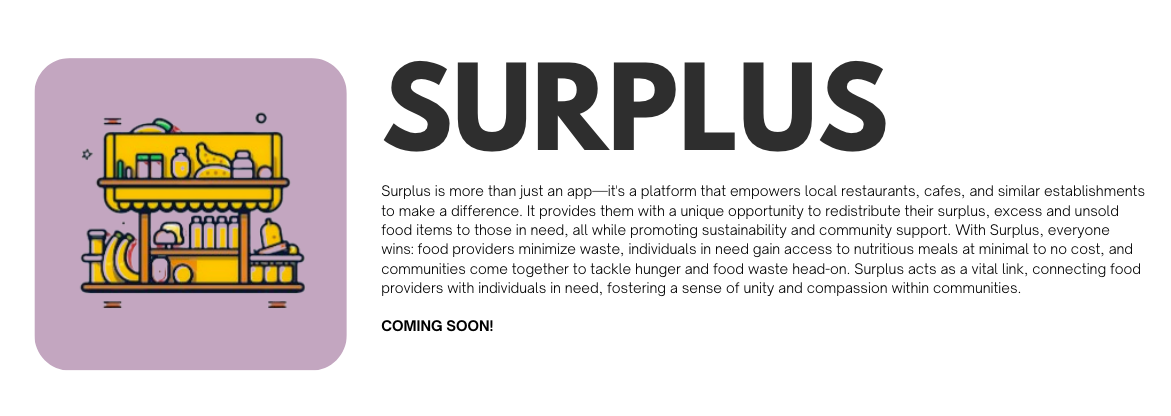 SURPLUS
Surplus is more than just an app—it's a platform that empowers local restaurants, cafes, and similar establishments
to make a difference. It provides them with a unique opportunity to redistribute their surplus, excess and unsold
food items to those in need, all while promoting sustainability and community support. With Surplus, everyone
wins: food providers minimize waste, individuals in need gain access to nutritious meals at minimal to no cost, and
communities come together to tackle hunger and food waste head-on. Surplus acts as a vital link, connecting food
providers with individuals in need, fostering a sense of unity and compassion within communities.
COMING SOON!